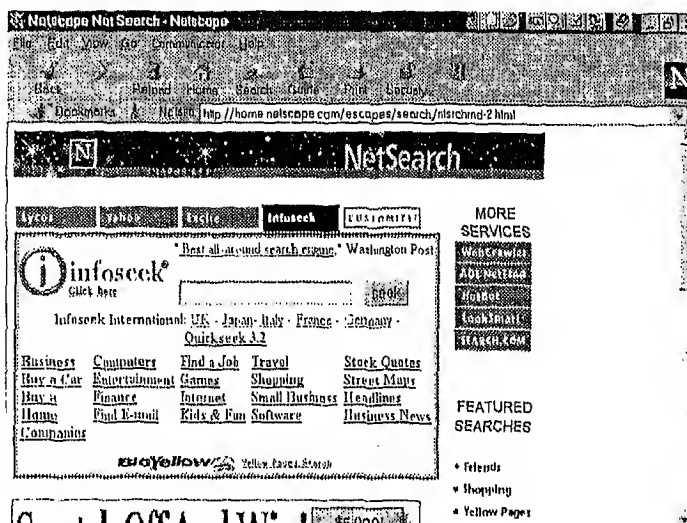 Netscape Net Search - Netscape
File Edit View Go Communicator Help
Back Reload Home Search Guide Print Security
Bookmarks Netsite http://home.netscape.com/escapes/search/ntsrchrnd-2.html
N NetSearch
Lycos Yahoo! Excite Infoseek CUSTOMIZE!
"Best all-around search engine," Washington Post
infoseek®
Click here
seek
Infoseek International: UK - Japan- Italy - France - Germany -
Quickseek 3.2
Business Computers Find a Job Travel Stock Quotes
Buy a Car Entertainment Games Shopping Street Maps
Buy a Finance Internet Small Business Headlines
Home Find E-mail Kids & Fun Software Business News
Companies
BigYellow Yellow Pages Search
MORE
SERVICES
WebCrawler
AOL NetFind
HotBot
LookSmart
SEARCH.COM
FEATURED
SEARCHES
• Friends
• Shopping
• Yellow Pages